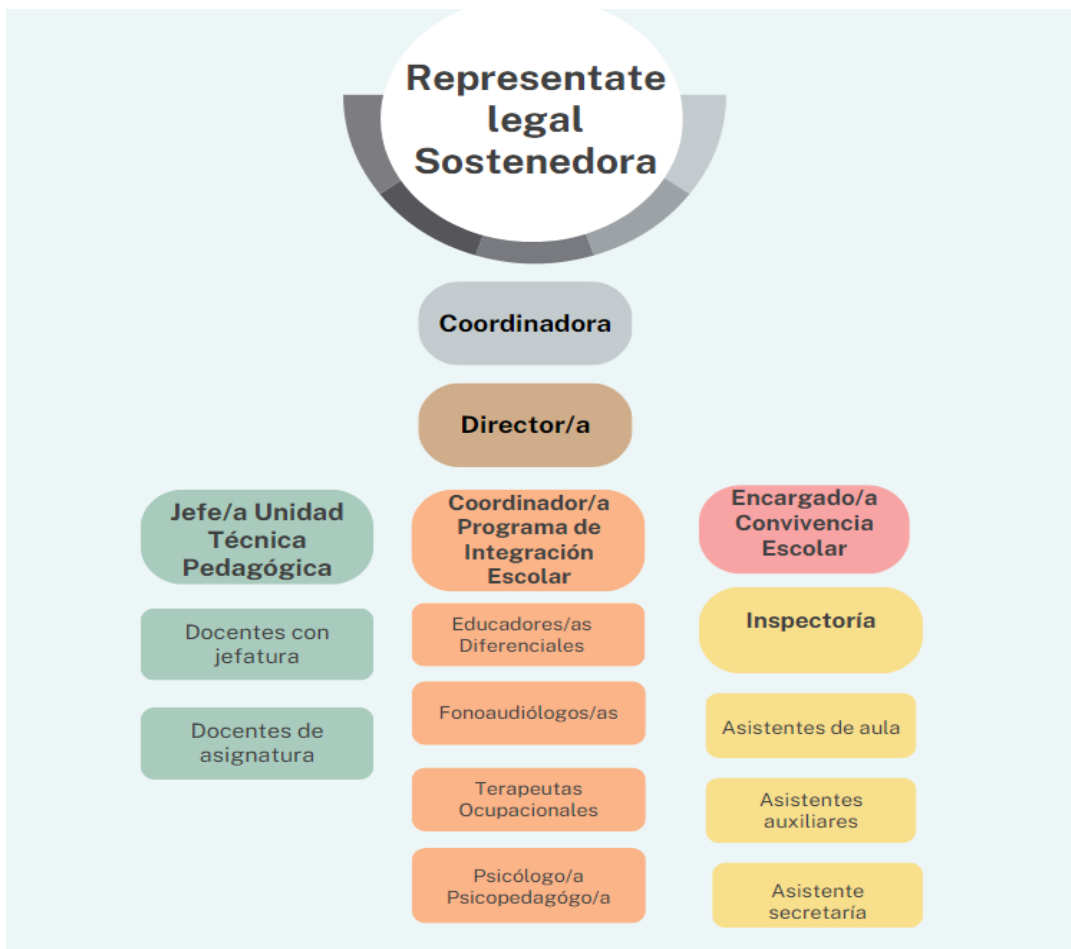 Representate
legal
Sostenedora
Coordinadora
Director/a
Jefe/a Unidad
Técnica
Pedagógica
Docentes con
jefatura
Docentes de
asignatura
Coordinador/a
Programa de
Integración
Escolar
Educadores/as
Diferenciales
Fonoaudiólogos/as
Terapeutas
Ocupacionales
Psicólogo/a
Psicopedagógo/a
Encargado/a
Convivencia
Escolar
Inspectoría
Asistentes de aula
Asistentes
auxiliares
Asistente
secretaría